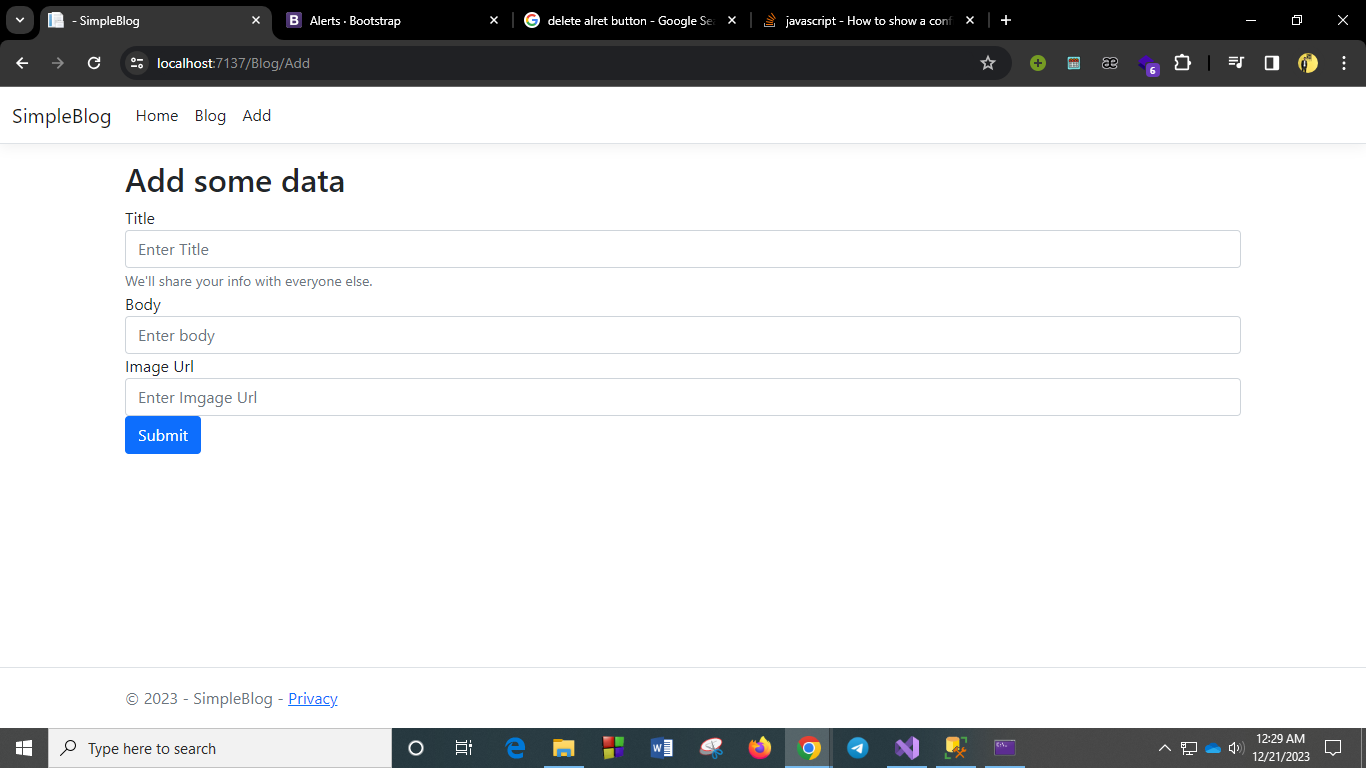 - SimpleBlog
Alerts · Bootstrap
delete alret button - Google Se
javascript - How to show a conf
localhost:7137/Blog/Add
6
SimpleBlog Home Blog Add
Add some data
Title
Enter Title
We'll share your info with everyone else.
Body
Enter body
Image Url
Enter Imgage Url
Submit
© 2023 - SimpleBlog - Privacy
Type here to search
12:29 AM
12/21/2023